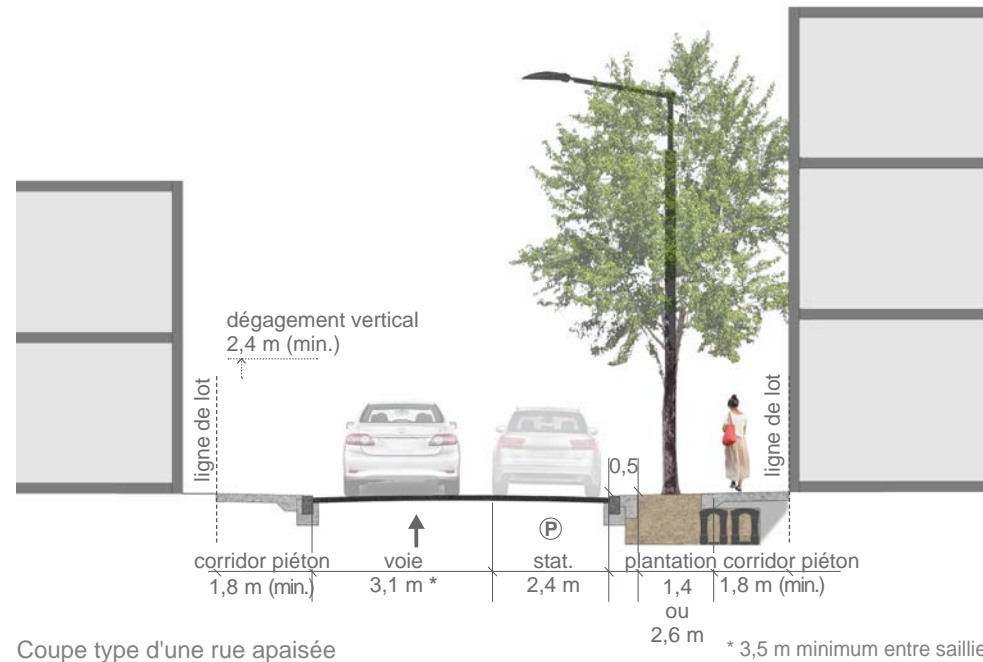 dégagement vertical
2,4 m (min.)
ligne de lot
ligne de lot
0,5
P
corridor piéton
1,8 m (min.)
voie
3,1 m *
stat.
2,4 m
plantation
1,4
ou
2,6 m
corridor piéton
1,8 m (min.)
Coupe type d'une rue apaisée
* 3,5 m minimum entre saillie